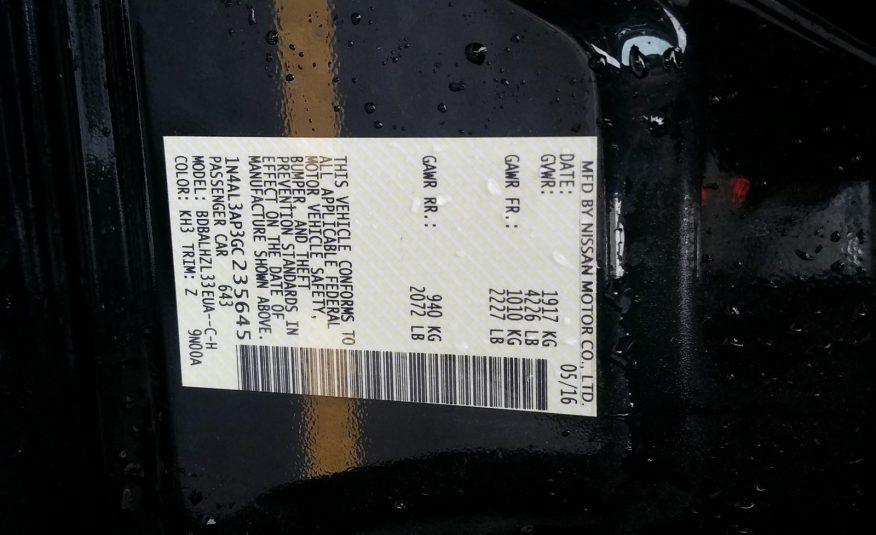 MFD BY NISSAN MOTOR CO., LTD.
DATE: 05/16
GVWR: 1917 KG
4226 LB
GAWR FR.: 1010 KG
2227 LB
GAWR RR.: 940 KG
2072 LB
THIS VEHICLE CONFORMS TO
ALL APPLICABLE FEDERAL
MOTOR VEHICLE SAFETY,
BUMPER, AND THEFT
PREVENTION STANDARDS IN
EFFECT ON THE DATE OF
MANUFACTURE SHOWN ABOVE.
1N4AL3AP3GC235645
PASSENGER CAR 643
MODEL: BDBALHZL33EUA--C-H 9N00A
COLOR: KH3 TRIM: Z